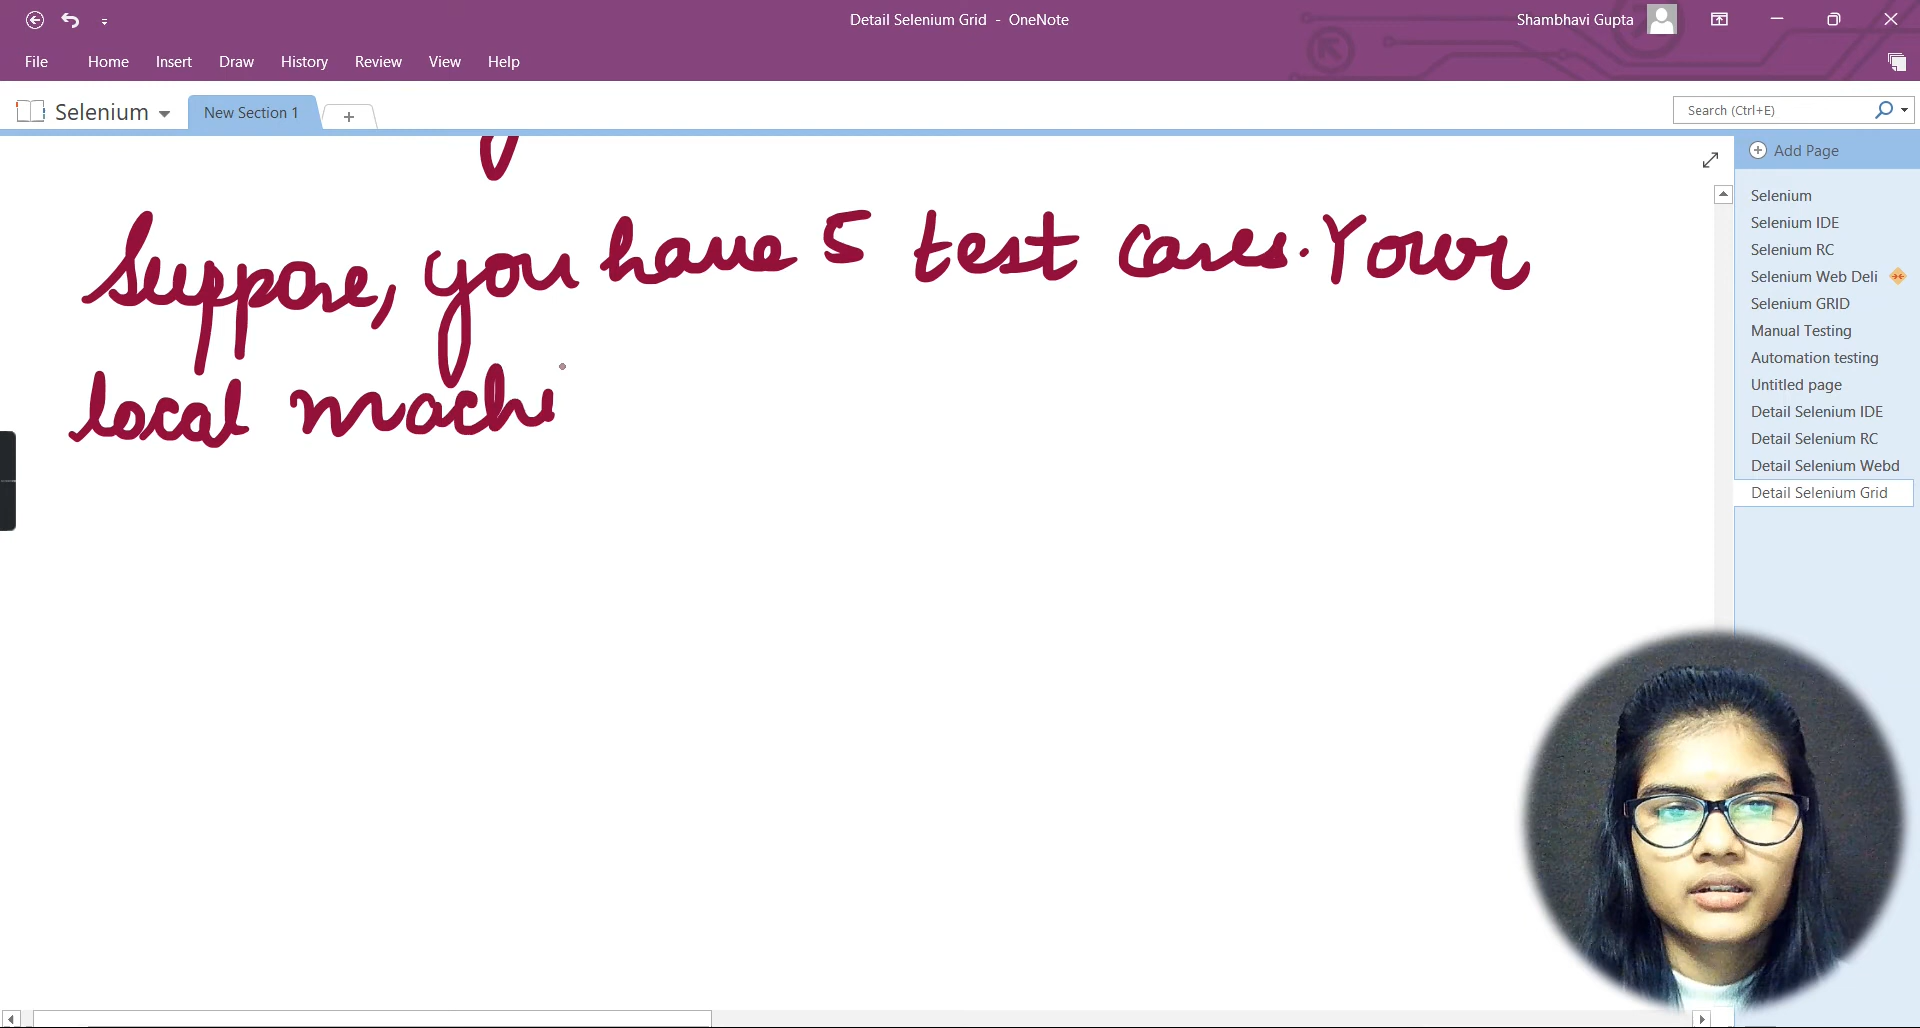 Detail Selenium Grid - OneNote
Shambhavi Gupta
File Home Insert Draw History Review View Help
Selenium
New Section 1
+
Search (Ctrl+E)
Add Page
Suppose, you have 5 test cases. Your
local machi
Selenium
Selenium IDE
Selenium RC
Selenium Web Deli
Selenium GRID
Manual Testing
Automation testing
Untitled page
Detail Selenium IDE
Detail Selenium RC
Detail Selenium Webd
Detail Selenium Grid